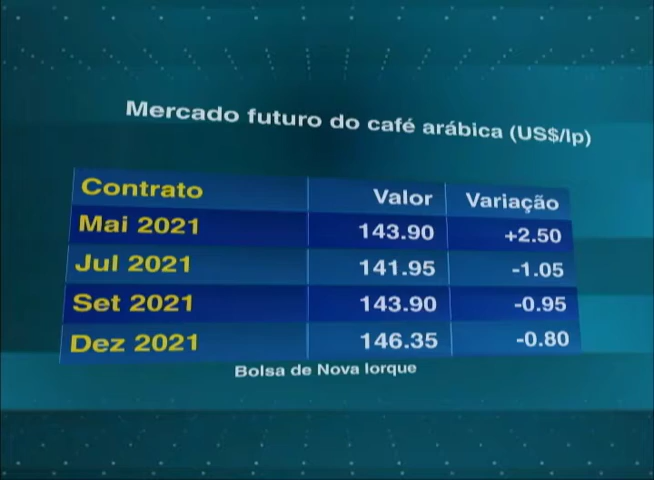 Mercado futuro do café arábica (US$/lp)
Contrato Valor Variação
Mai 2021 143.90 +2.50
Jul 2021 141.95 -1.05
Set 2021 143.90 -0.95
Dez 2021 146.35 -0.80
Bolsa de Nova Iorque